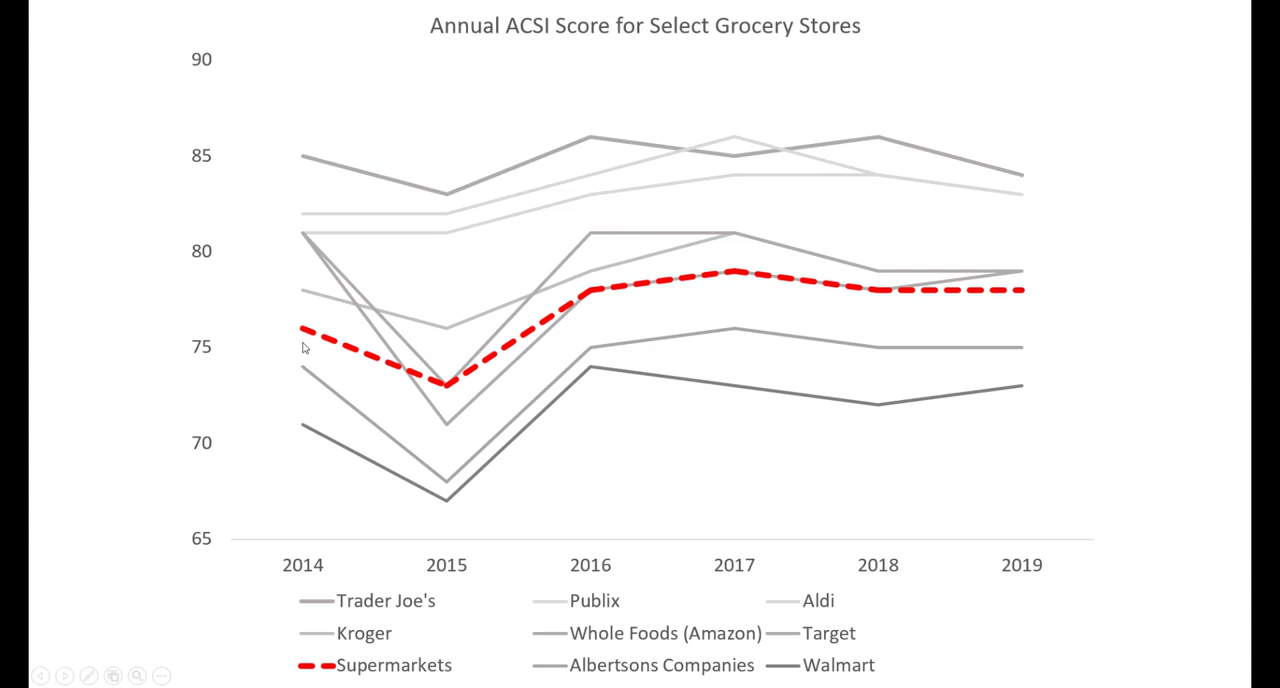 Annual ACSI Score for Select Grocery Stores
90
85
80
75
70
65
2014 2015 2016 2017 2018 2019
Trader Joe's Publix Aldi
Kroger Whole Foods (Amazon) Target
Supermarkets Albertsons Companies Walmart